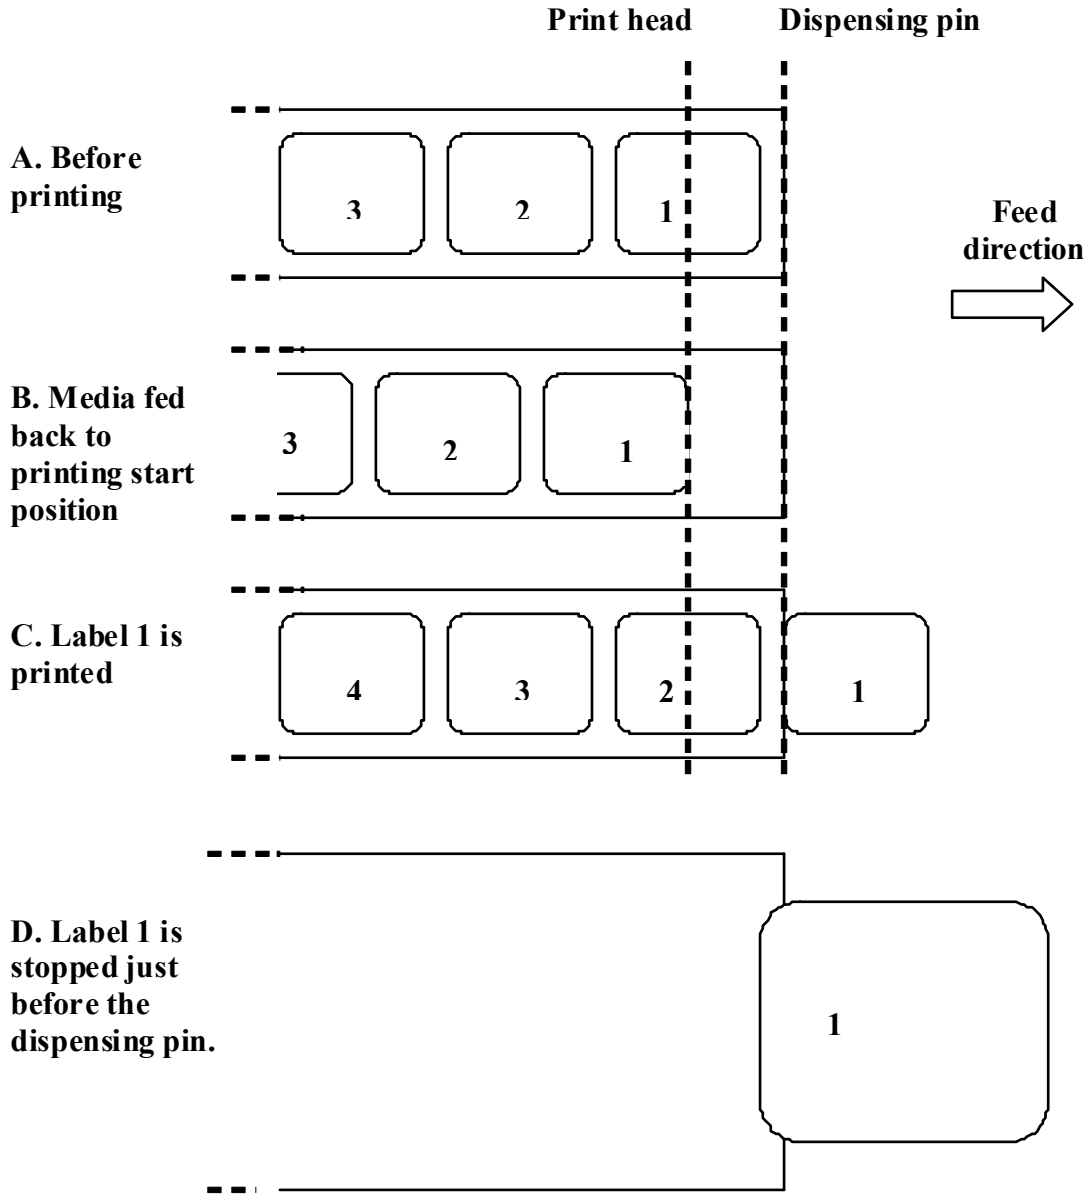 Print head
Dispensing pin
A. Before
printing
3
2
1
Feed
direction
B. Media fed
back to
printing start
position
3
2
1
C. Label 1 is
printed
4
3
2
1
D. Label 1 is
stopped just
before the
dispensing pin.
1